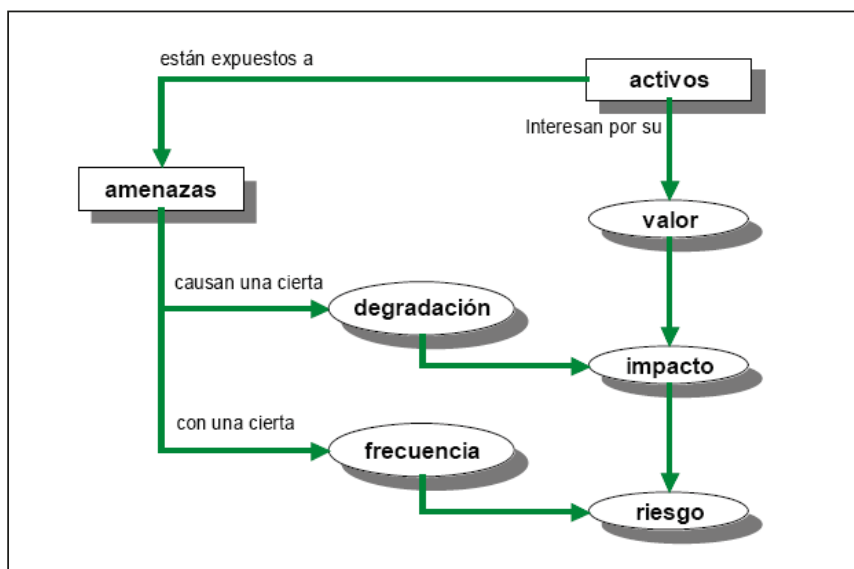 están expuestos a
activos
Interesan por su
amenazas
valor
causan una cierta
degradación
impacto
con una cierta
frecuencia
riesgo